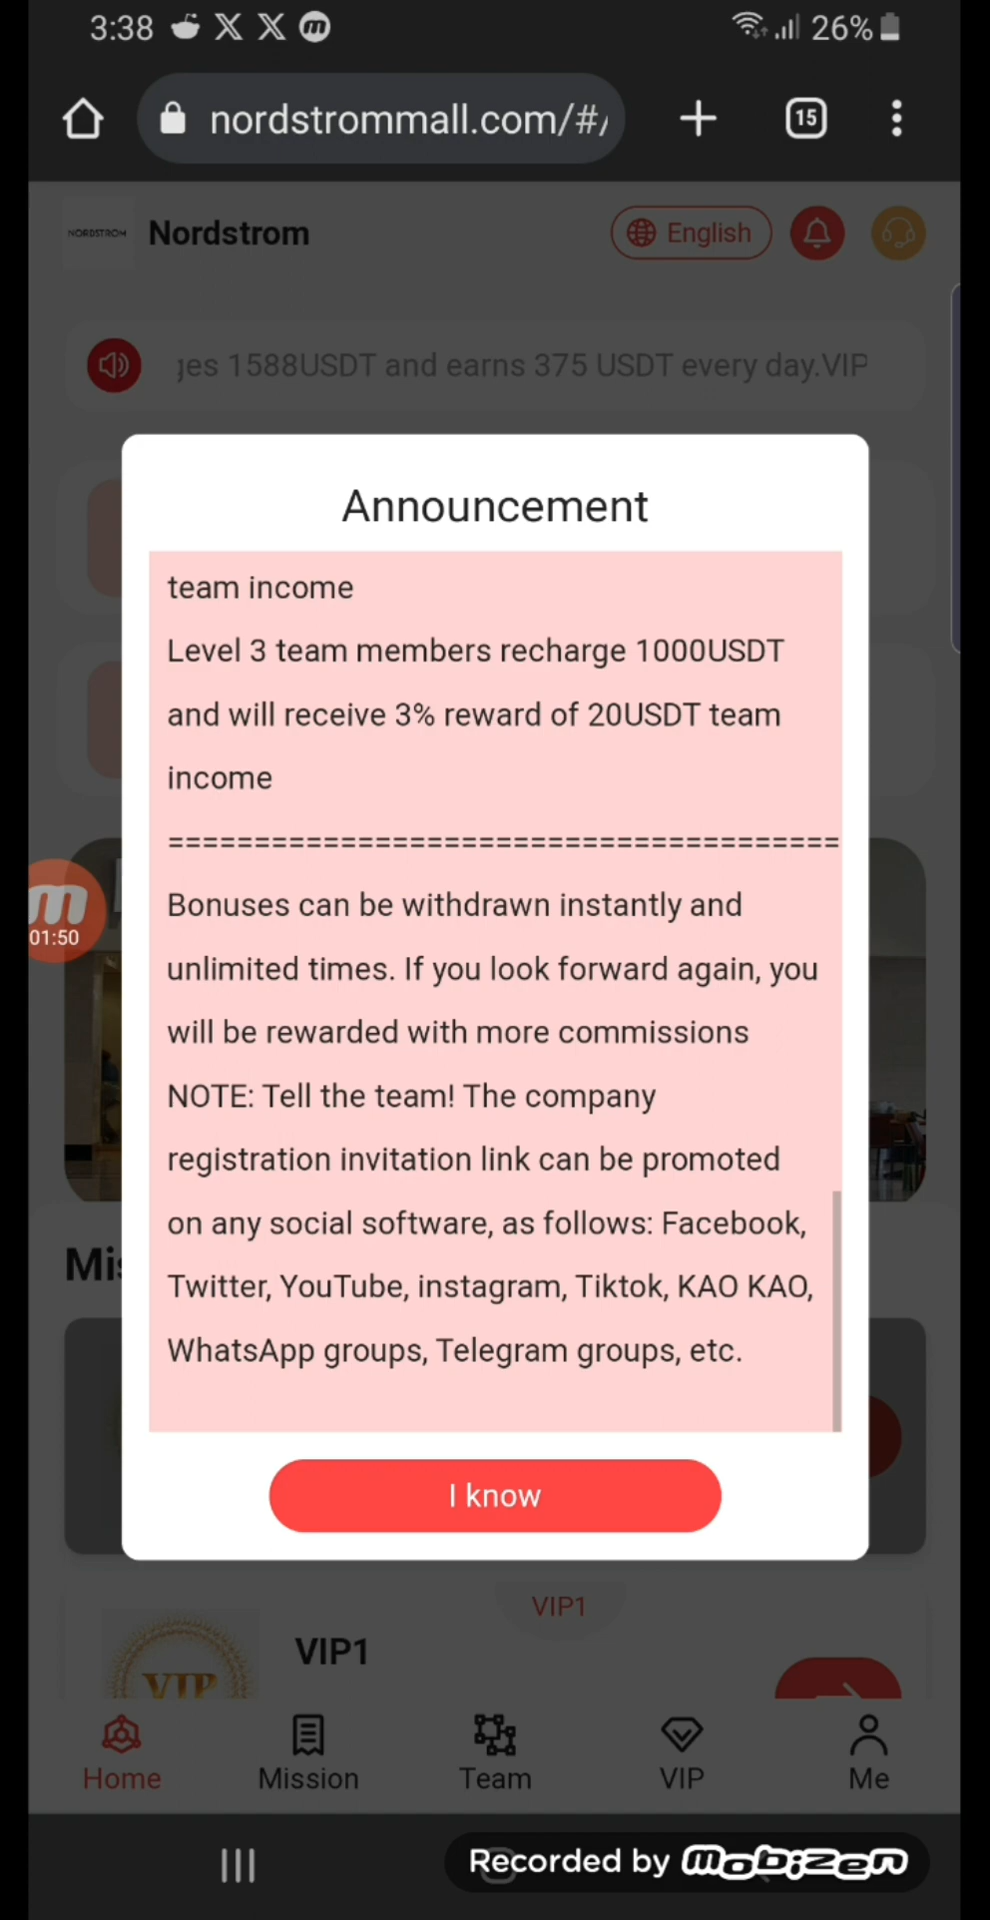 3:38
26%
nordstrommall.com/#/
15
NORDSTROM
Nordstrom
English
ges 1588USDT and earns 375 USDT every day.VIP
Announcement
team income
Level 3 team members recharge 1000USDT
and will receive 3% reward of 20USDT team
income
=======================================
Bonuses can be withdrawn instantly and
unlimited times. If you look forward again, you
will be rewarded with more commissions
NOTE: Tell the team! The company
registration invitation link can be promoted
on any social software, as follows: Facebook,
Twitter, YouTube, instagram, Tiktok, KAO KAO,
WhatsApp groups, Telegram groups, etc.
01:50
I know
VIP1
VIP1
VIP
Home Mission Team VIP Me
Recorded by mobizen